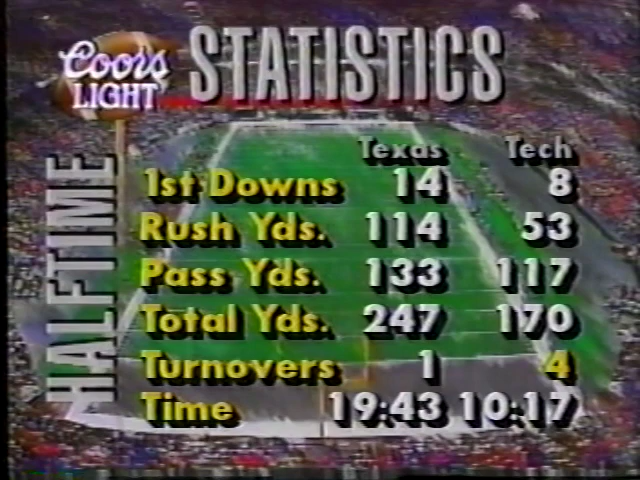 Coors
LIGHT
STATISTICS
HALFTIME
Texas Tech
1st Downs 14 8
Rush Yds. 114 53
Pass Yds. 133 117
Total Yds. 247 170
Turnovers 1 4
Time 19:43 10:17